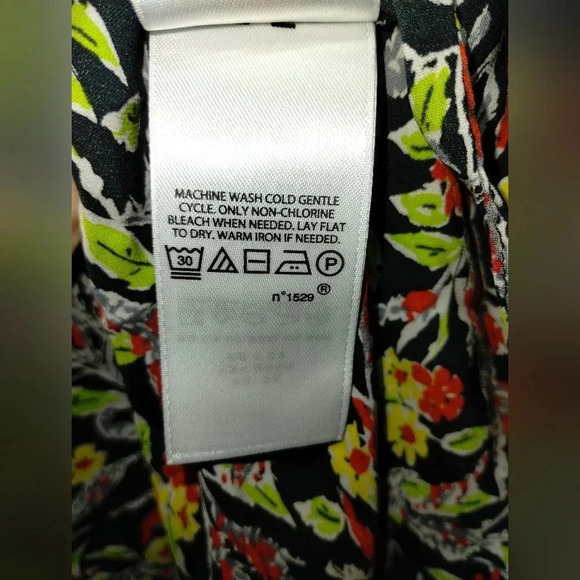 MACHINE WASH COLD GENTLE
CYCLE. ONLY NON-CHLORINE
BLEACH WHEN NEEDED. LAY FLAT
TO DRY. WARM IRON IF NEEDED.
30 P
n°1529 ®